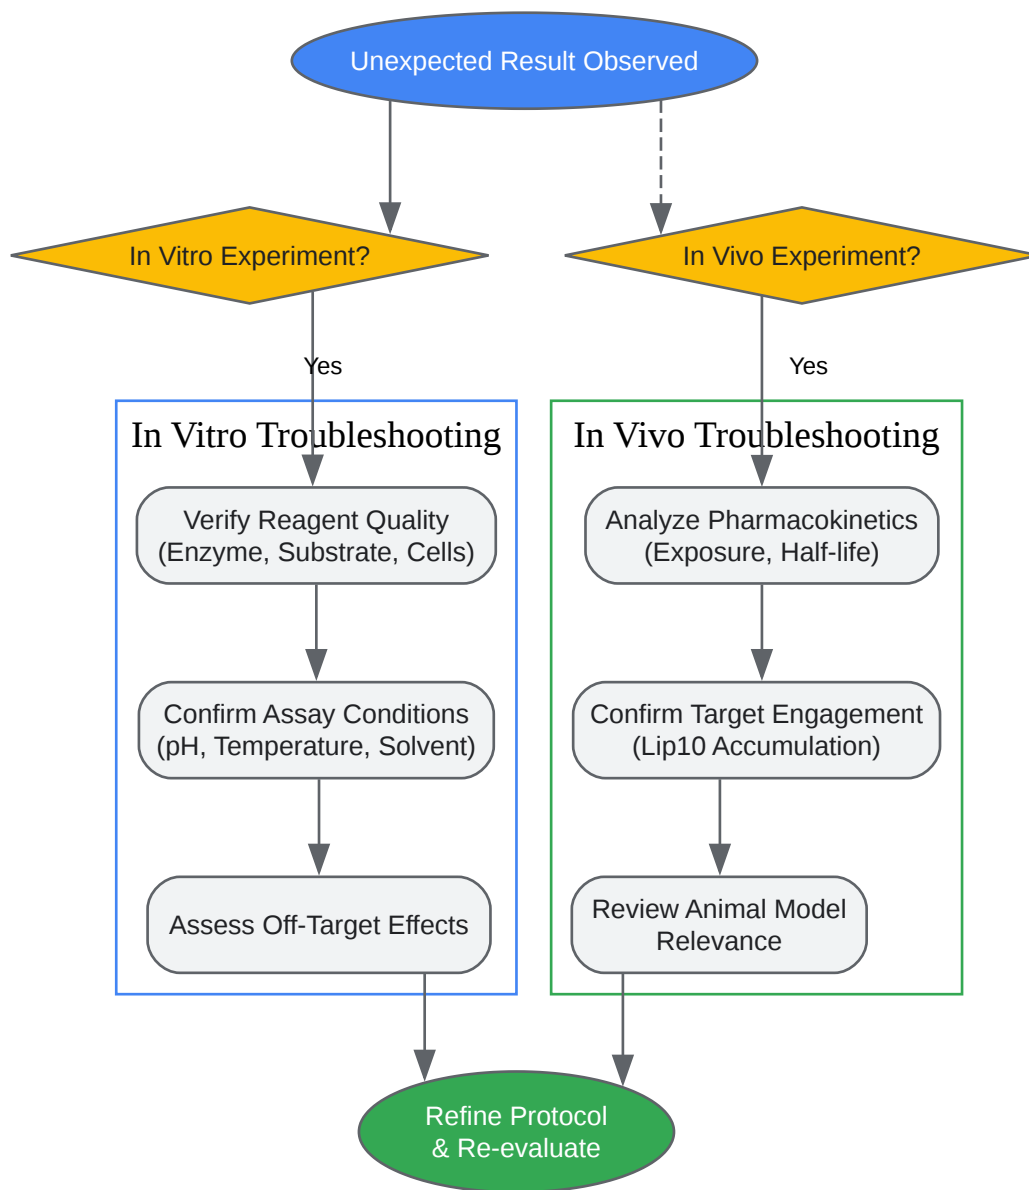 Unexpected Result Observed
In Vitro Experiment?
In Vivo Experiment?
Yes
Yes
In Vitro Troubleshooting
In Vivo Troubleshooting
Verify Reagent Quality
(Enzyme, Substrate, Cells)
Analyze Pharmacokinetics
(Exposure, Half-life)
Confirm Assay Conditions
(pH, Temperature, Solvent)
Confirm Target Engagement
(Lip10 Accumulation)
Assess Off-Target Effects
Review Animal Model
Relevance
Refine Protocol
& Re-evaluate